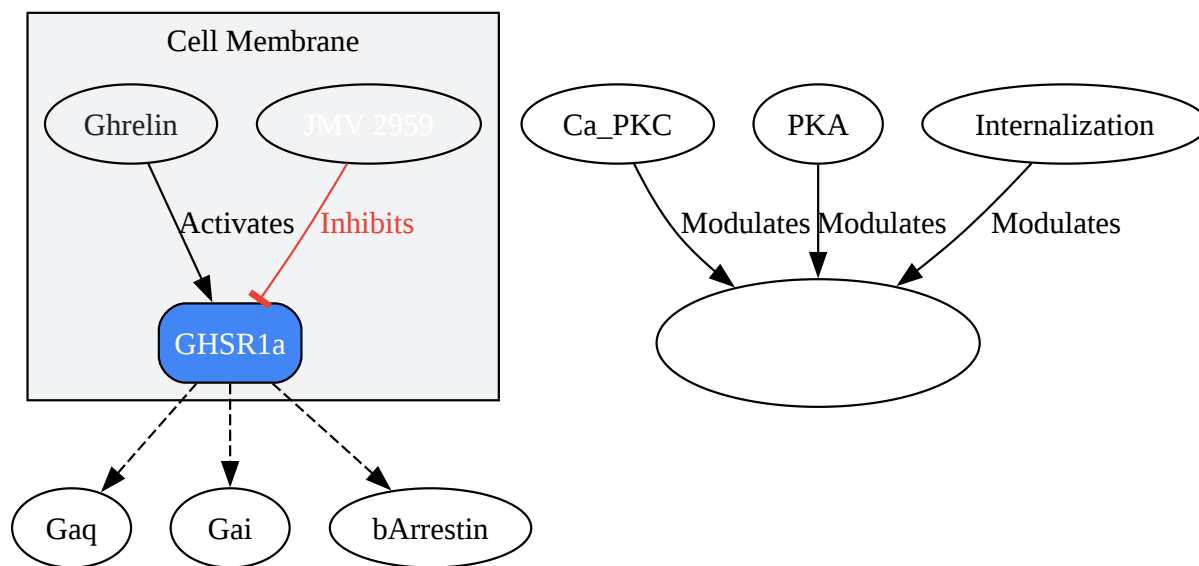 Cell Membrane
Ghrelin
JMV 2959
Ca_PKC
PKA
Internalization
Activates
Inhibits
Modulates
Modulates
Modulates
GHSR1a
Gaq
Gai
bArrestin